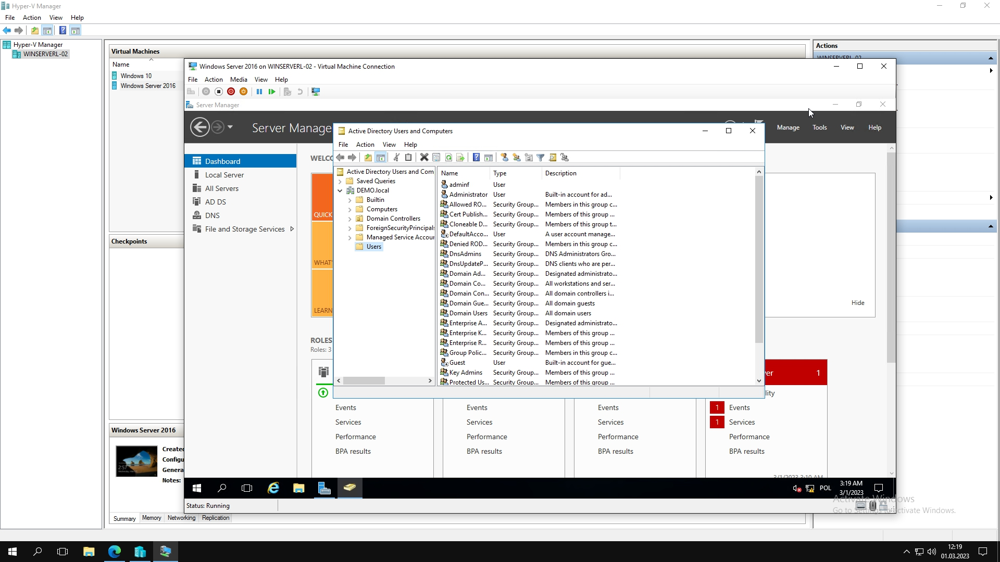 Hyper-V Manager
File Action View Help
Hyper-V Manager
WINSERVERL-02
Virtual Machines
Name
Windows 10
Windows Server 2016
Checkpoints
Windows Server 2016
2:57
Created
Configu
Genera
Notes:
Summary Memory Networking Replication
Actions
Windows Server 2016 on WINSERVERL-02 - Virtual Machine Connection
File Action Media View Help
Server Manager
Server Manage
Manage Tools View Help
Dashboard
Local Server
All Servers
AD DS
DNS
File and Storage Services
WELCO
QUICK
WHAT'
LEARN
Hide
ROLES
Roles: 3
Active Directory Users and Computers
File Action View Help
Active Directory Users and Com
Saved Queries
DEMO.local
Builtin
Computers
Domain Controllers
ForeignSecurityPrincipals
Managed Service Accour
Users
Name Type Description
adminf User
Administrator User Built-in account for ad...
Allowed RO... Security Group... Members in this group c...
Cert Publish... Security Group... Members of this group ...
Cloneable D... Security Group... Members of this group t...
DefaultAcco... User A user account manage...
Denied ROD... Security Group... Members in this group c...
DnsAdmins Security Group... DNS Administrators Gro...
DnsUpdateP... Security Group... DNS clients who are per...
Domain Ad... Security Group... Designated administrato...
Domain Co... Security Group... All workstations and ser...
Domain Con... Security Group... All domain controllers i...
Domain Gue... Security Group... All domain guests
Domain Users Security Group... All domain users
Enterprise A... Security Group... Designated administrato...
Enterprise K... Security Group... Members of this group ...
Enterprise R... Security Group... Members of this group ...
Group Polic... Security Group... Members in this group c...
Guest User Built-in account for gue...
Key Admins Security Group... Members of this group ...
Protected Us... Security Group... Members of this group ...
ver 1
lity
Events Events Events 1 Events
Services Services Services 1 Services
Performance Performance Performance Performance
BPA results BPA results BPA results BPA results
3/1/2023 3:10 AM
POL
3:19 AM
3/1/2023
Status: Running
Activate Windows
Go to Settings to activate Windows.
12:19
01.03.2023